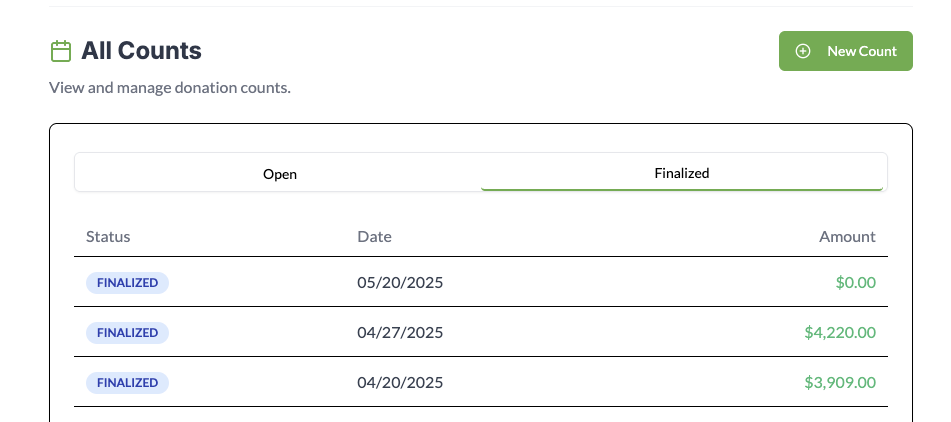 All Counts
New Count
View and manage donation counts.
Open Finalized
Status Date Amount
FINALIZED 05/20/2025 $0.00
FINALIZED 04/27/2025 $4,220.00
FINALIZED 04/20/2025 $3,909.00